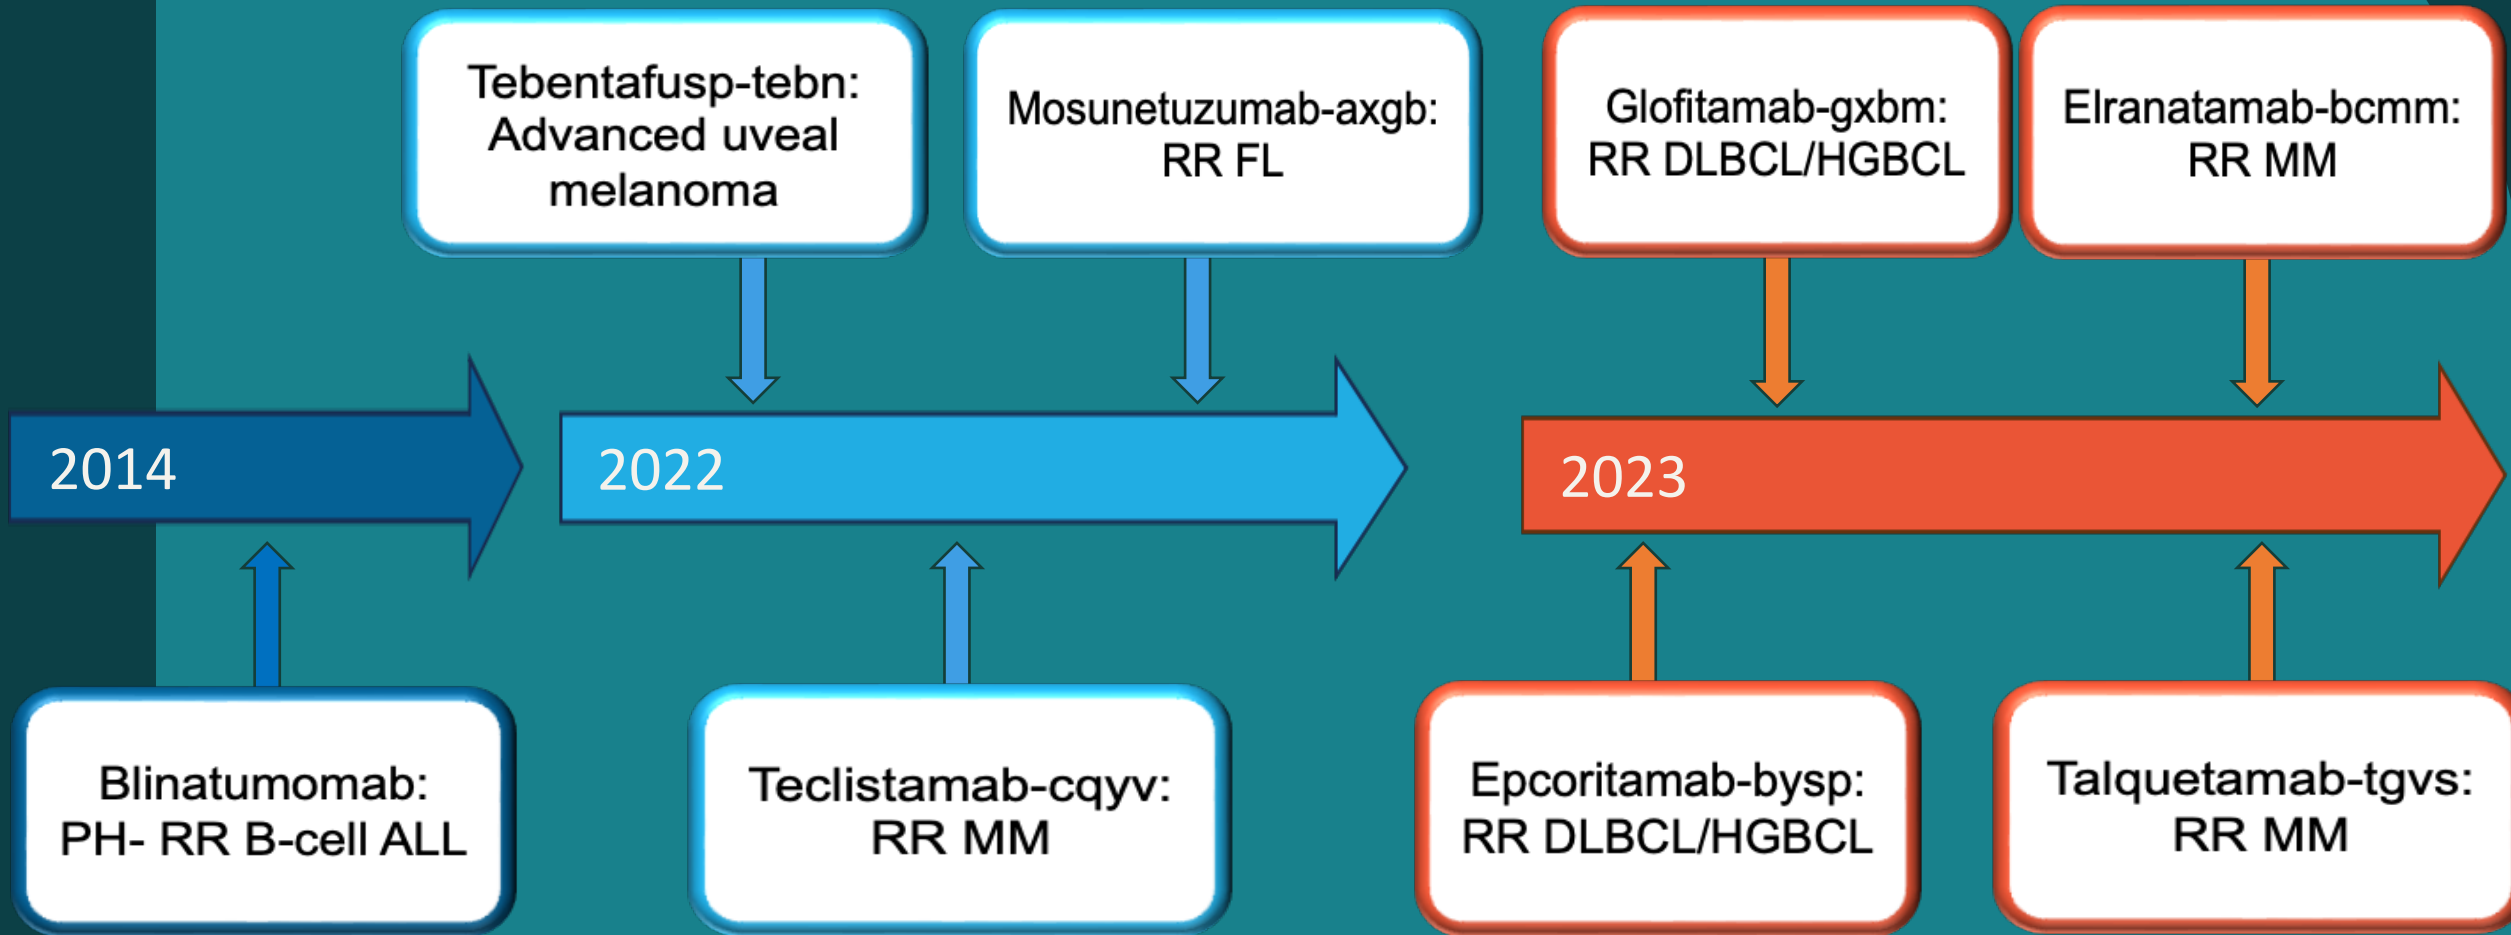 Tebentafusp-tebn:
Advanced uveal
melanoma
Mosunetuzumab-axgb:
RR FL
Glofitamab-gxbm:
RR DLBCL/HGBCL
Elranatamab-bcmm:
RR MM
2014
2022
2023
Blinatumomab:
PH- RR B-cell ALL
Teclistamab-cqyv:
RR MM
Epcoritamab-bysp:
RR DLBCL/HGBCL
Talquetamab-tgvs:
RR MM